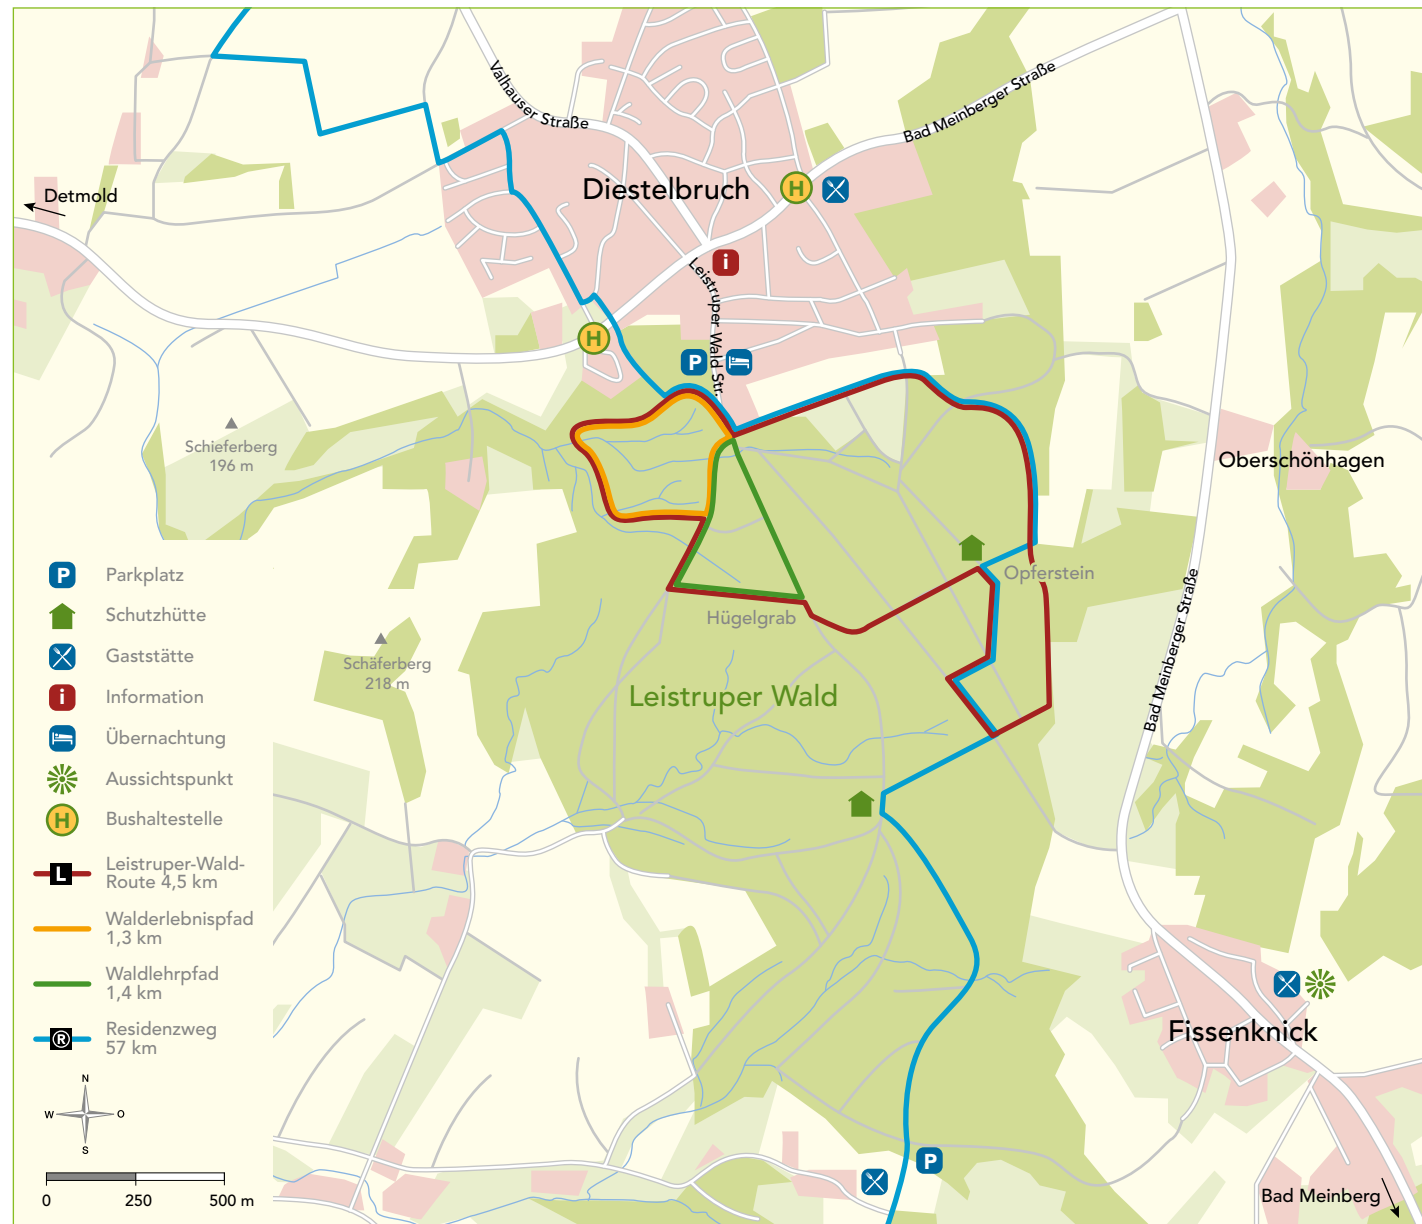 Valhauser Straße
Bad Meinberger Straße
Detmold
Diestelbruch
H
i
Leistruper Wald Str.
H
P
Schieferberg
196 m
Oberschönhagen
Opferstein
Hügelgrab
Schäferberg
218 m
Leistruper Wald
Bad Meinberger Straße
P
Parkplatz
Schutzhütte
Gaststätte
i
Information
Übernachtung
Aussichtspunkt
H
Bushaltestelle
L
Leistruper-Wald-
Route 4,5 km
Walderlebnispfad
1,3 km
Waldlehrpfad
1,4 km
®
Residenzweg
57 km
Fissenknick
N
W
O
S
P
0 250 500 m
Bad Meinberg